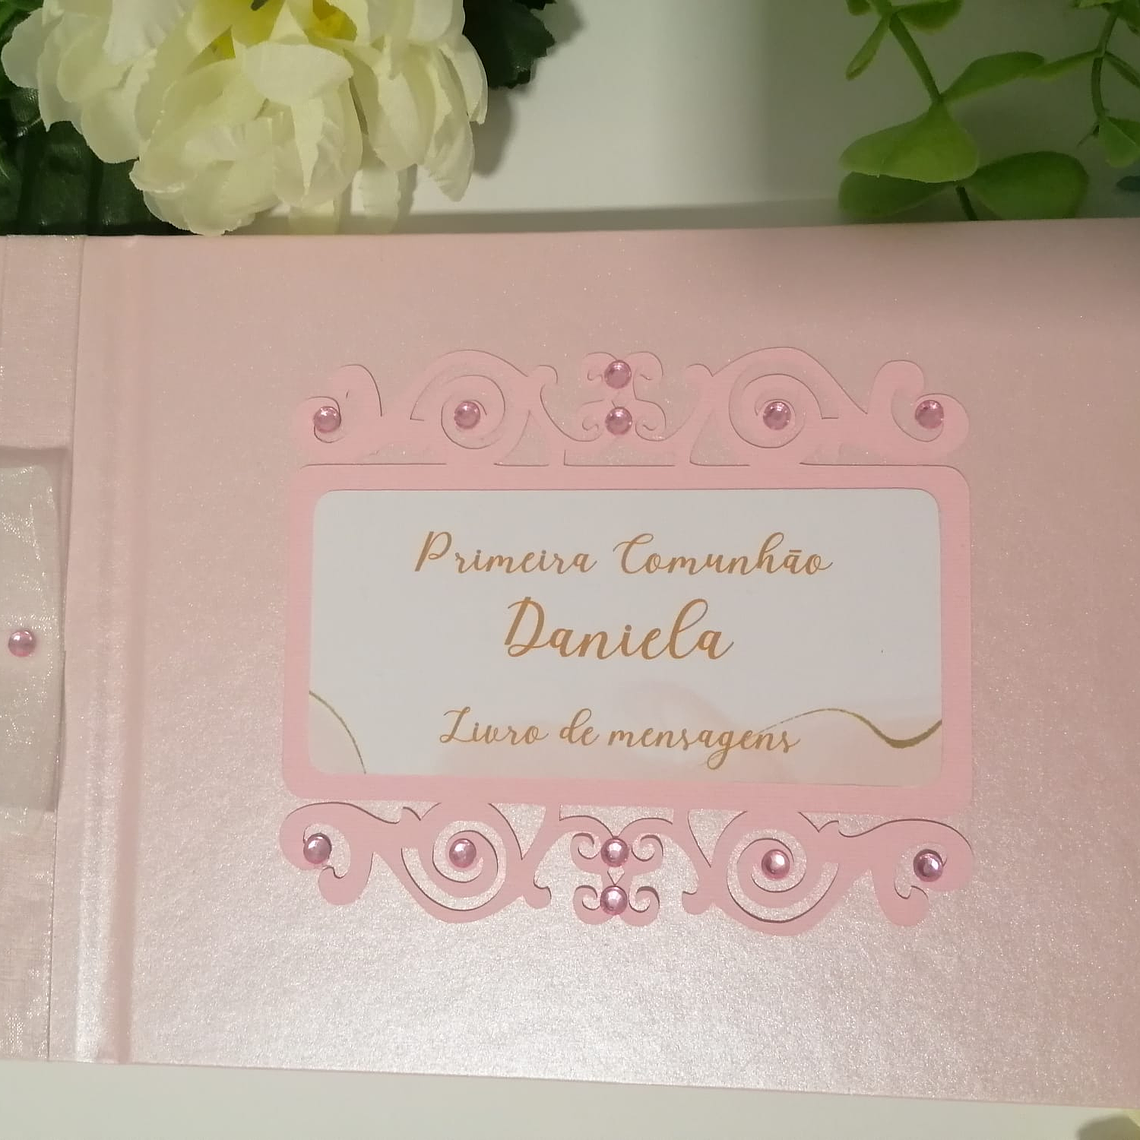 Primeira Comunhão
Daniela
Livro de mensagens